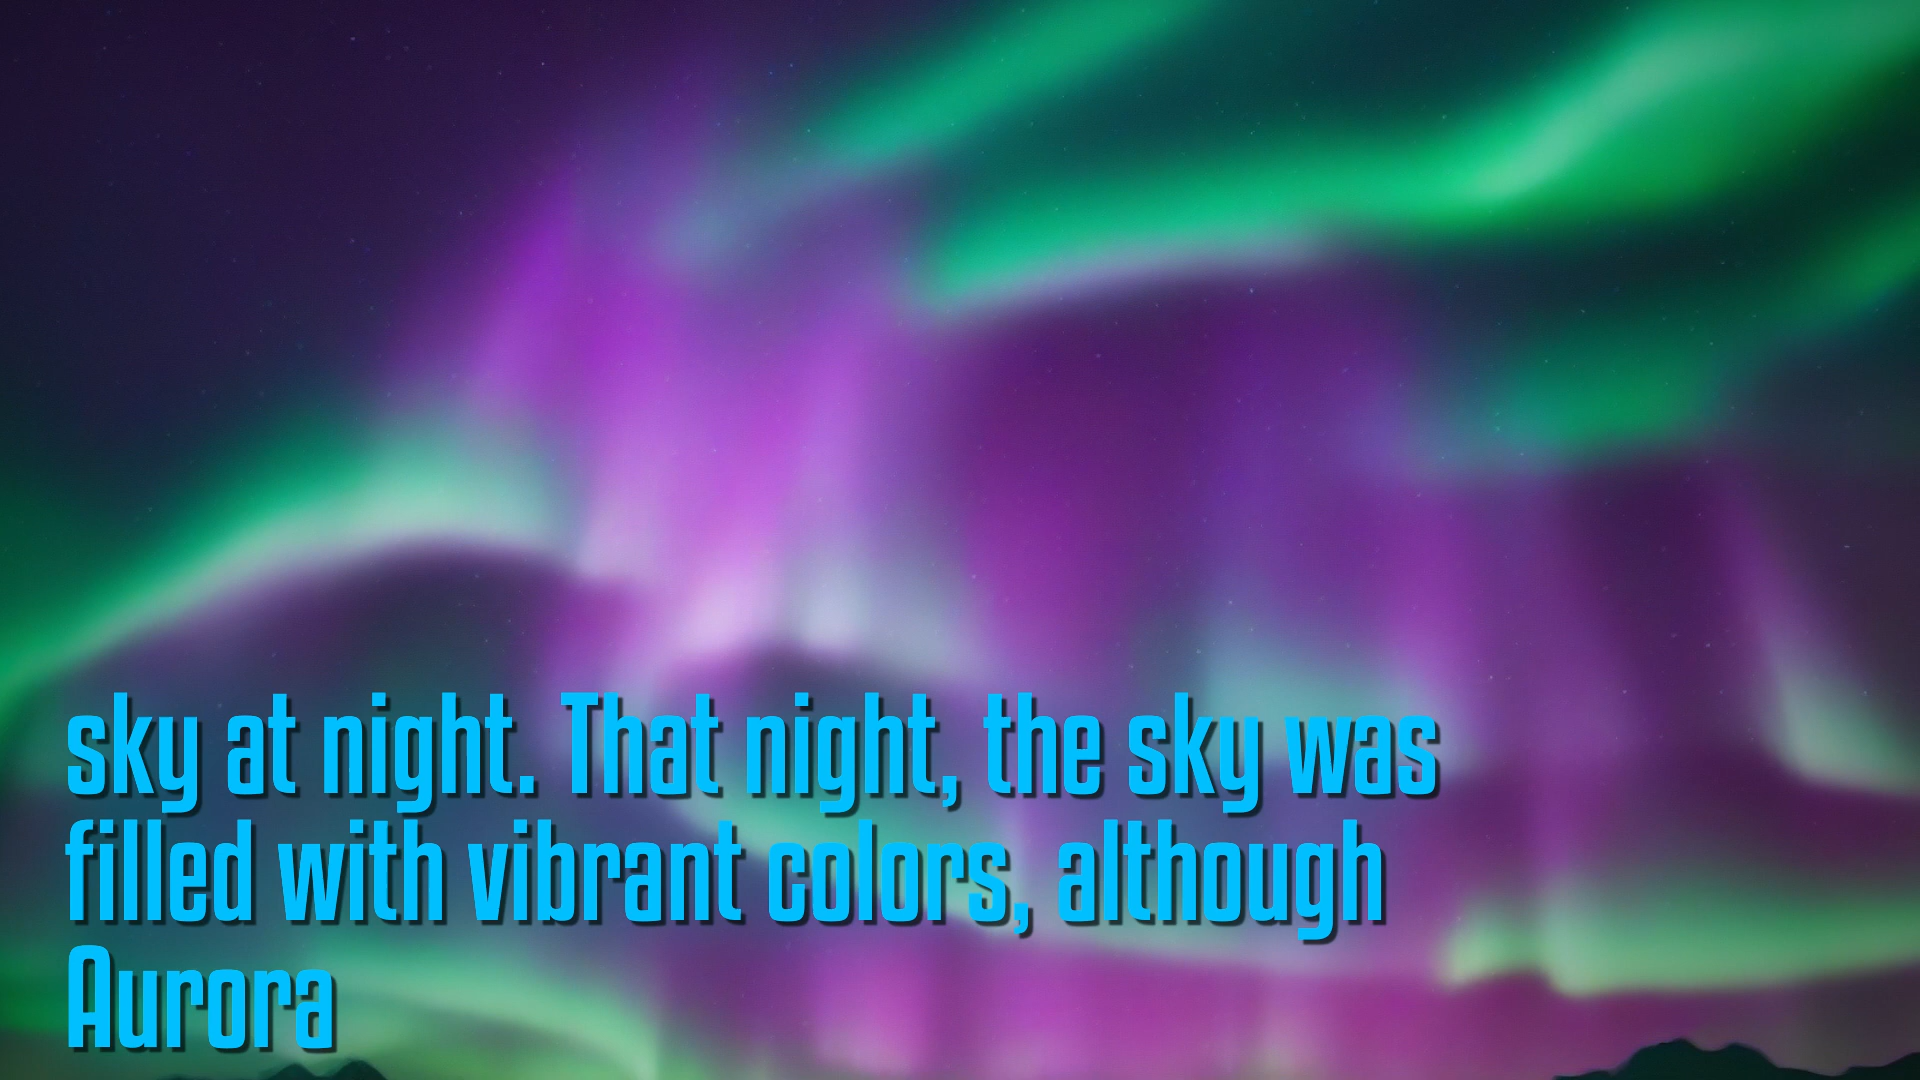 sky at night. That night, the sky was
filled with vibrant colors, although
Aurora